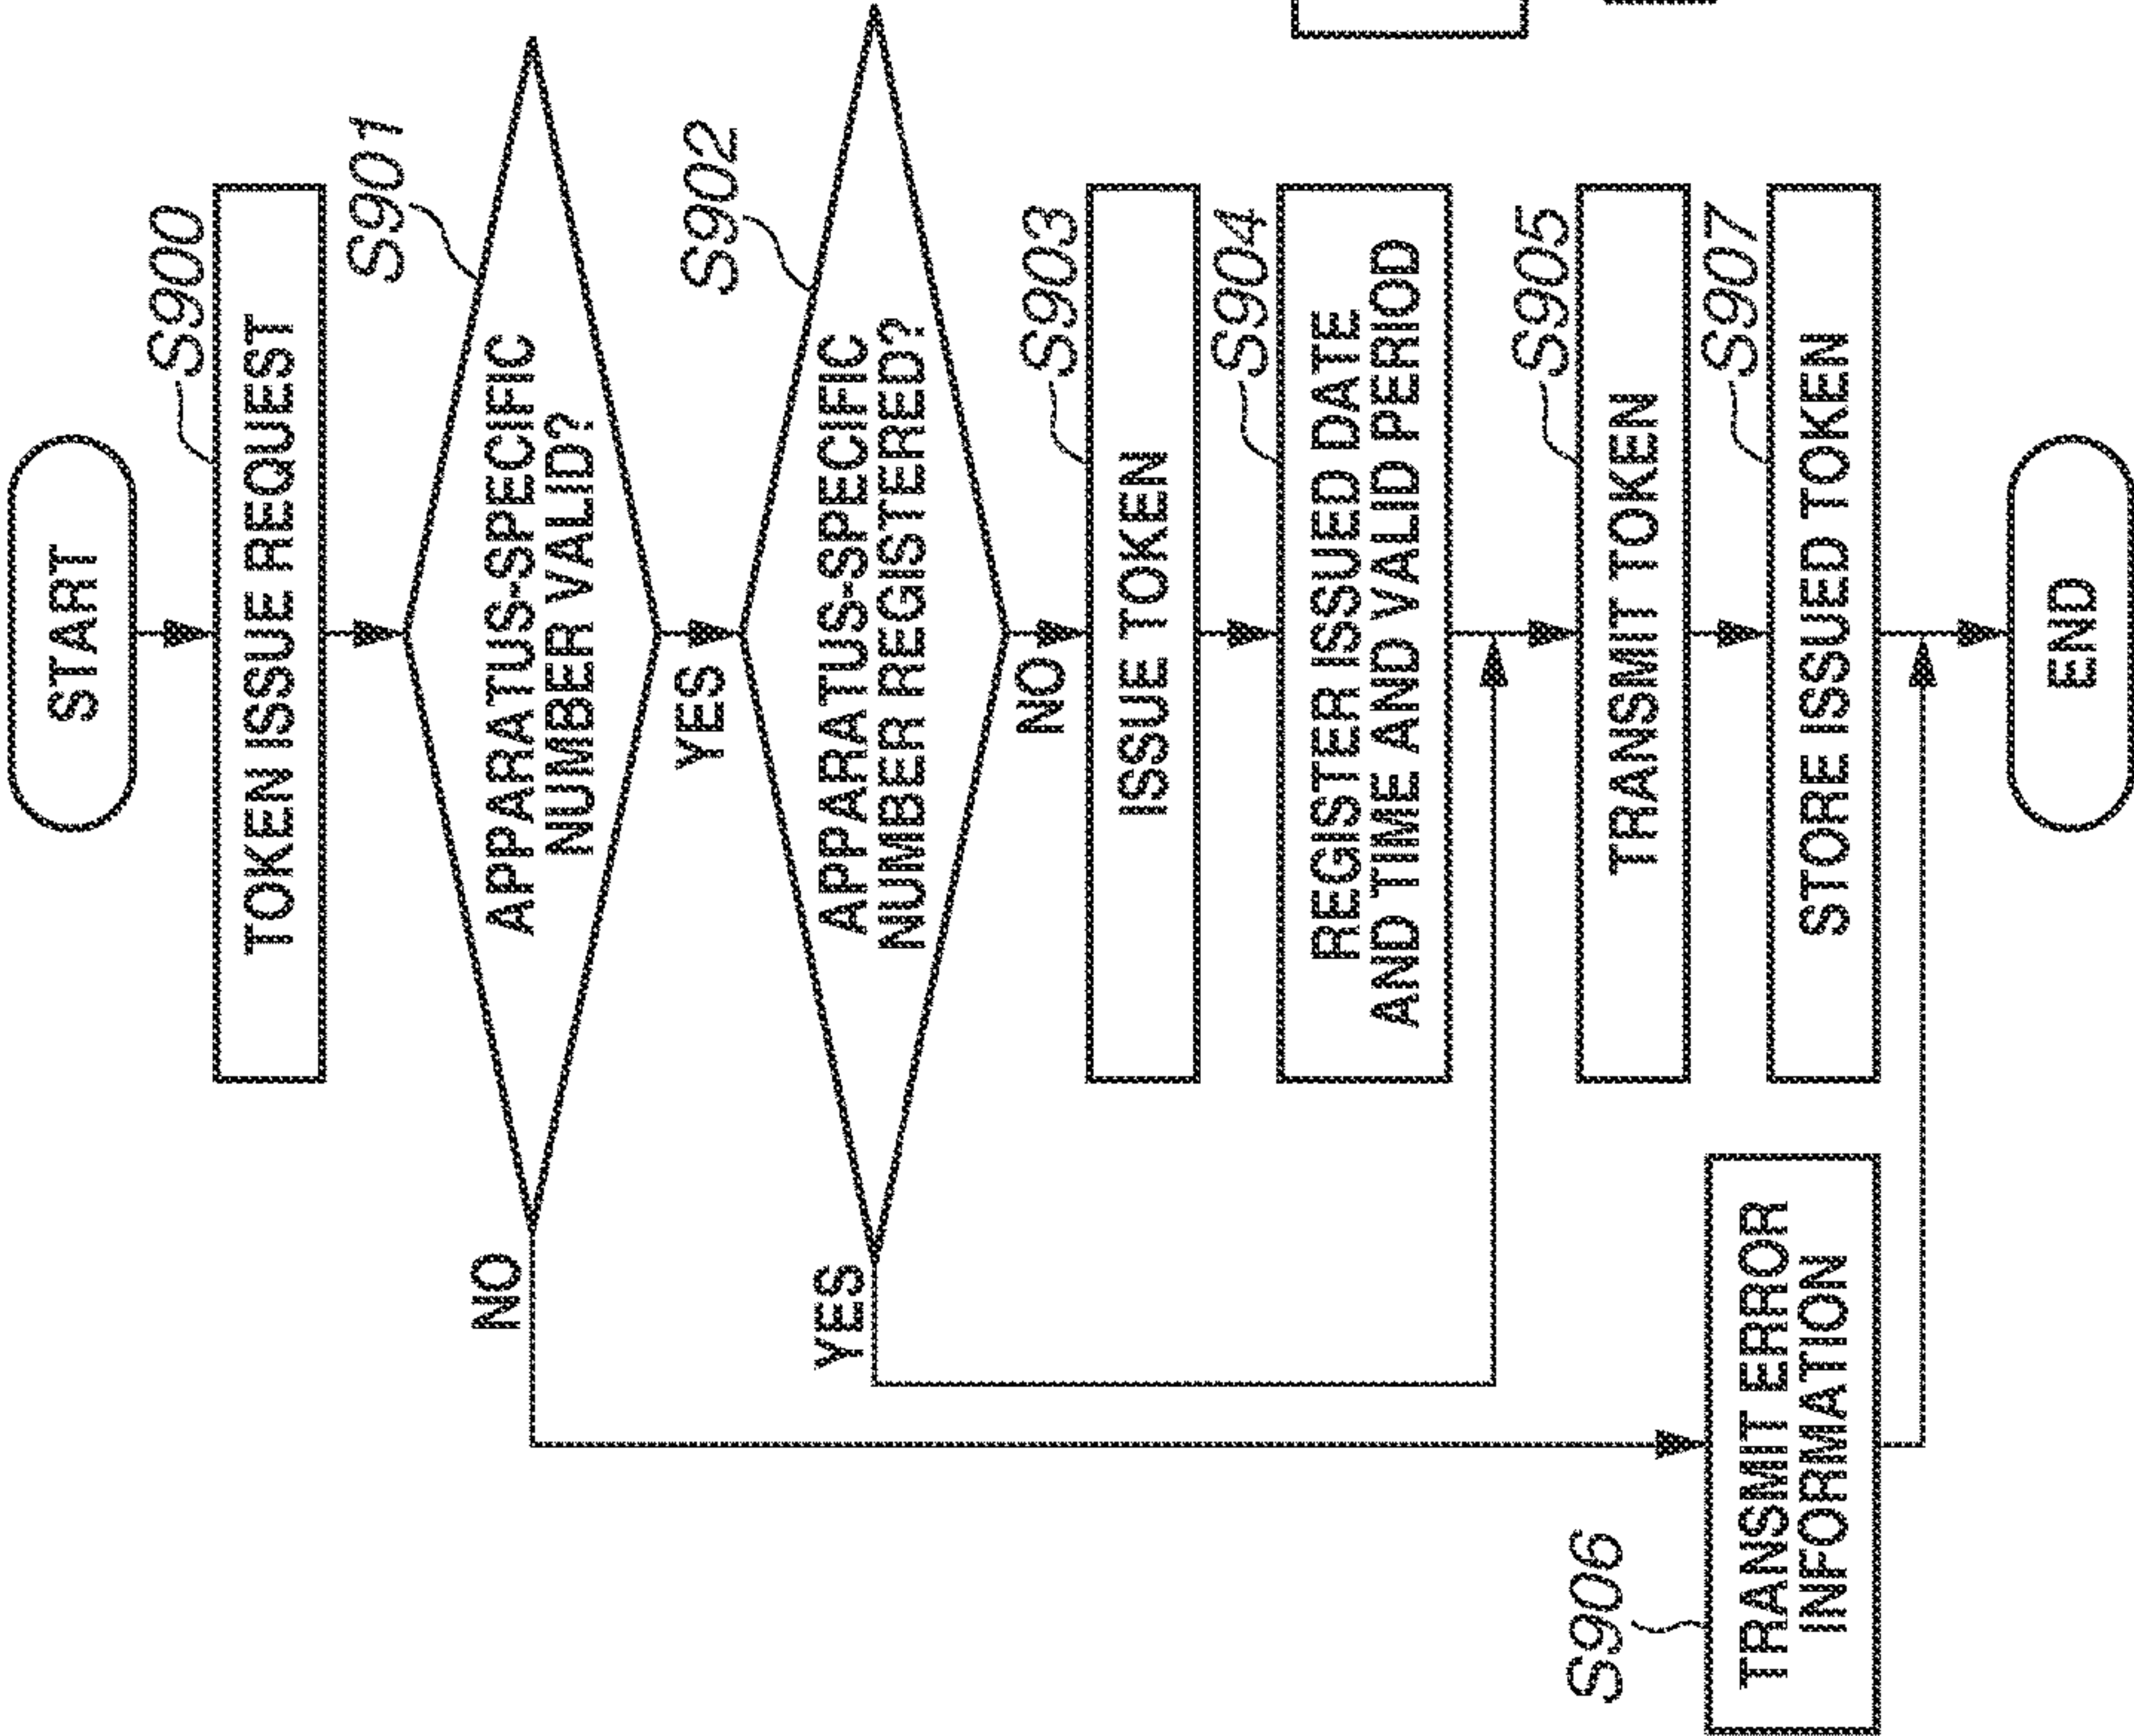 START
S900
TOKEN ISSUE REQUEST
S901
APPARATUS-SPECIFIC
NUMBER VALID?
NO
YES
S902
APPARATUS-SPECIFIC
NUMBER REGISTERED?
YES
NO
S903
ISSUE TOKEN
S904
REGISTER ISSUED DATE
AND TIME AND VALID PERIOD
S905
TRANSMIT TOKEN
S906
TRANSMIT ERROR
INFORMATION
S907
STORE ISSUED TOKEN
END